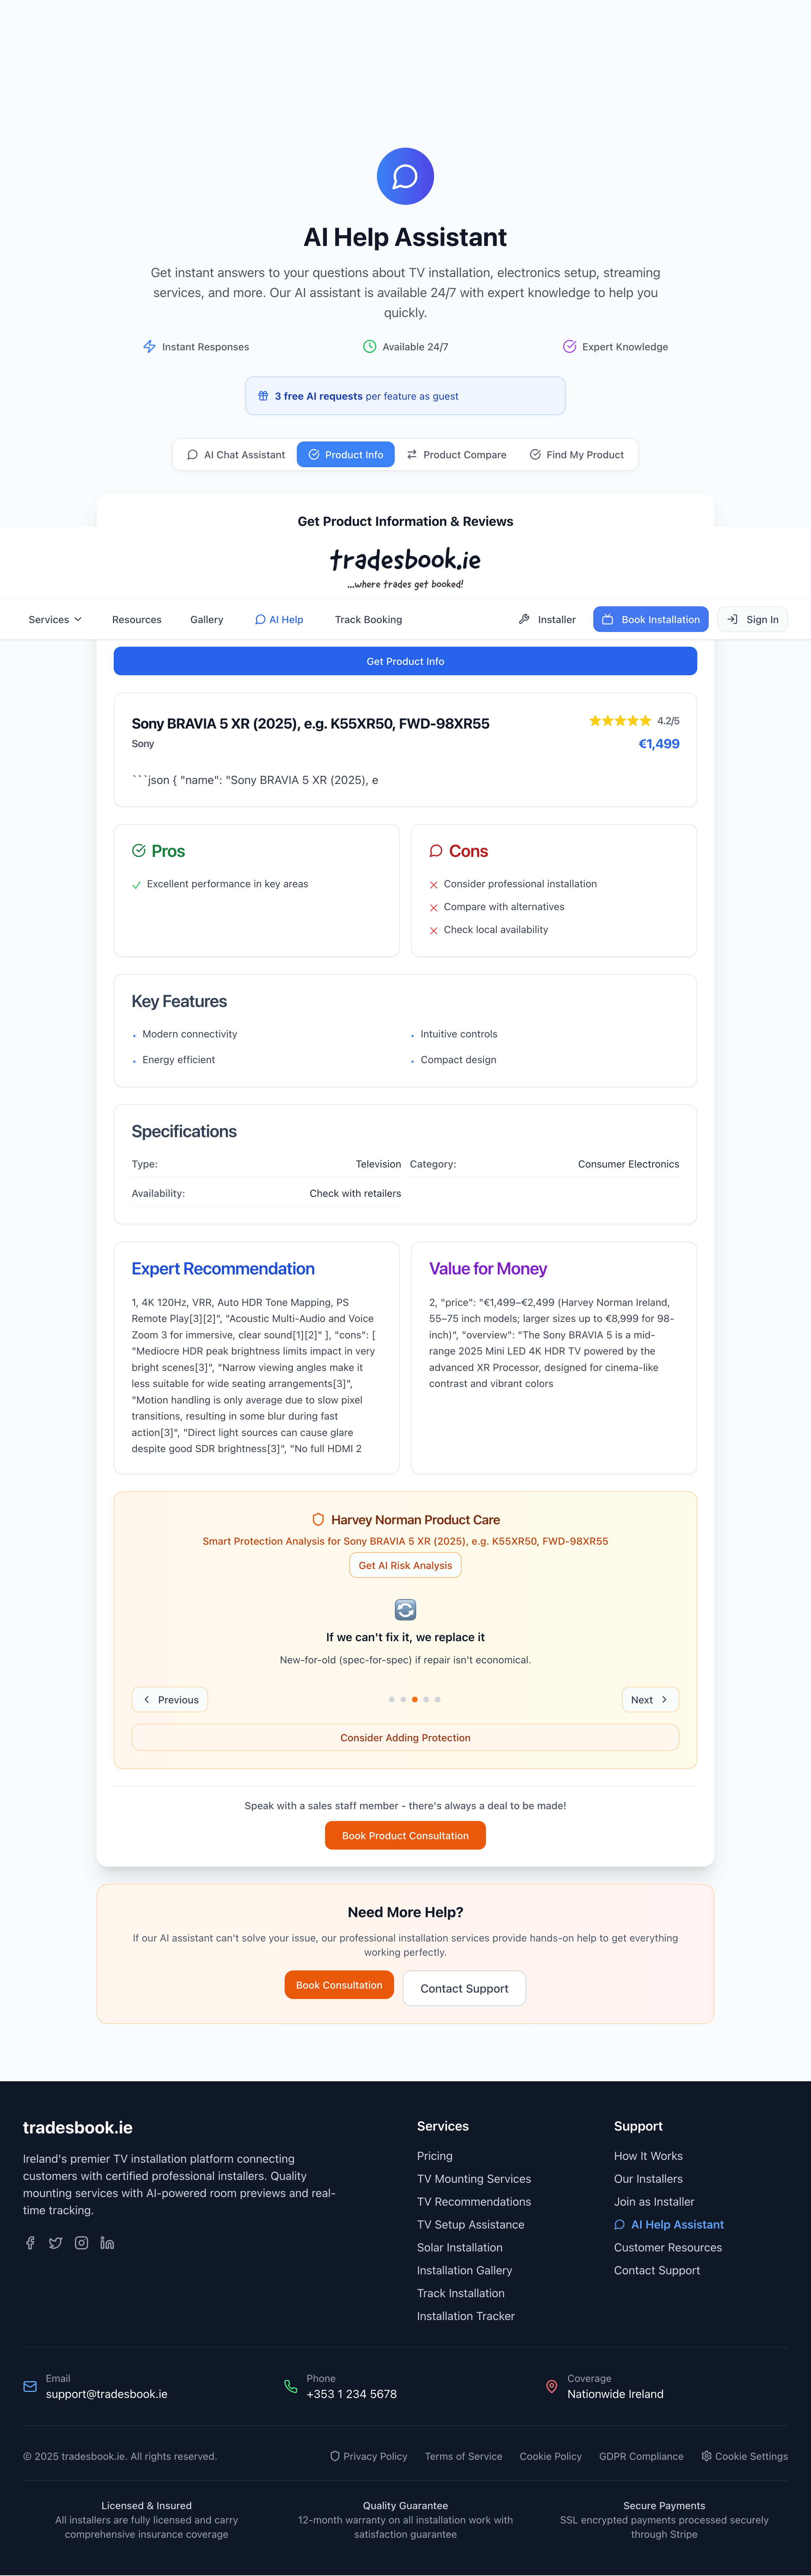 AI Help Assistant
Get instant answers to your questions about TV installation, electronics setup, streaming
services, and more. Our AI assistant is available 24/7 with expert knowledge to help you
quickly.
Instant Responses
Available 24/7
Expert Knowledge
3 free AI requests per feature as guest
AI Chat Assistant
Product Info
Product Compare
Find My Product
Get Product Information & Reviews
tradesbook.ie
...where trades get booked!
Services
Resources
Gallery
AI Help
Track Booking
Installer
Book Installation
Sign In
Get Product Info
Sony BRAVIA 5 XR (2025), e.g. K55XR50, FWD-98XR55
4.2/5
Sony
€1,499
```json { "name": "Sony BRAVIA 5 XR (2025), e
Pros
Excellent performance in key areas
Cons
Consider professional installation
Compare with alternatives
Check local availability
Key Features
Modern connectivity
Intuitive controls
Energy efficient
Compact design
Specifications
Type:
Television
Category:
Consumer Electronics
Availability:
Check with retailers
Expert Recommendation
1, 4K 120Hz, VRR, Auto HDR Tone Mapping, PS
Remote Play[3][2]", "Acoustic Multi-Audio and Voice
Zoom 3 for immersive, clear sound[1][2]" ], "cons": [
"Mediocre HDR peak brightness limits impact in very
bright scenes[3]", "Narrow viewing angles make it
less suitable for wide seating arrangements[3]",
"Motion handling is only average due to slow pixel
transitions, resulting in some blur during fast
action[3]", "Direct light sources can cause glare
despite good SDR brightness[3]", "No full HDMI 2
Value for Money
2, "price": "€1,499–€2,499 (Harvey Norman Ireland,
55–75 inch models; larger sizes up to €8,999 for 98-
inch)", "overview": "The Sony BRAVIA 5 is a mid-
range 2025 Mini LED 4K HDR TV powered by the
advanced XR Processor, designed for cinema-like
contrast and vibrant colors
Harvey Norman Product Care
Smart Protection Analysis for Sony BRAVIA 5 XR (2025), e.g. K55XR50, FWD-98XR55
Get AI Risk Analysis
If we can't fix it, we replace it
New-for-old (spec-for-spec) if repair isn't economical.
Previous
Next
Consider Adding Protection
Speak with a sales staff member - there's always a deal to be made!
Book Product Consultation
Need More Help?
If our AI assistant can't solve your issue, our professional installation services provide hands-on help to get everything
working perfectly.
Book Consultation
Contact Support
tradesbook.ie
Ireland's premier TV installation platform connecting
customers with certified professional installers. Quality
mounting services with AI-powered room previews and real-
time tracking.
Services
Pricing
TV Mounting Services
TV Recommendations
TV Setup Assistance
Solar Installation
Installation Gallery
Track Installation
Installation Tracker
Support
How It Works
Our Installers
Join as Installer
AI Help Assistant
Customer Resources
Contact Support
Email
support@tradesbook.ie
Phone
+353 1 234 5678
Coverage
Nationwide Ireland
© 2025 tradesbook.ie. All rights reserved.
Privacy Policy
Terms of Service
Cookie Policy
GDPR Compliance
Cookie Settings
Licensed & Insured
All installers are fully licensed and carry
comprehensive insurance coverage
Quality Guarantee
12-month warranty on all installation work with
satisfaction guarantee
Secure Payments
SSL encrypted payments processed securely
through Stripe